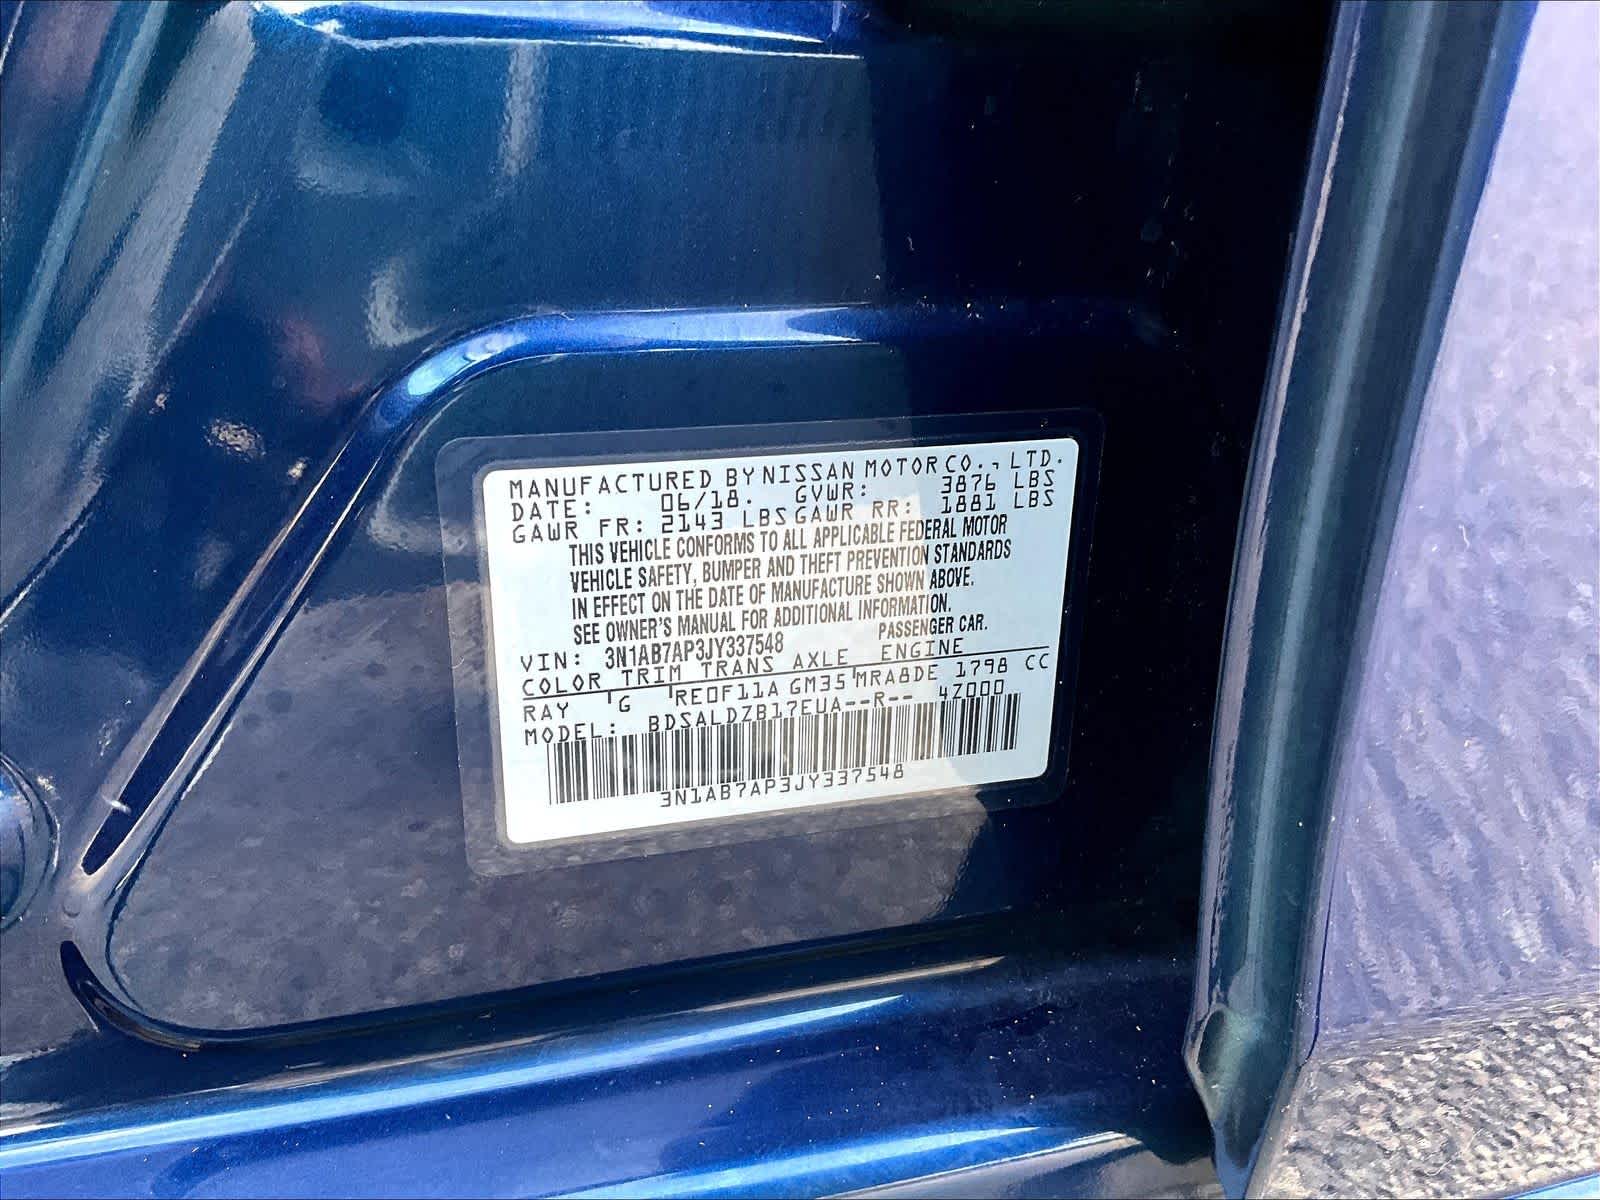 MANUFACTURED BY NISSAN MOTOR CO., LTD.
DATE: 06/18. GVWR: 3876 LBS
GAWR FR: 2143 LBS GAWR RR: 1881 LBS
THIS VEHICLE CONFORMS TO ALL APPLICABLE FEDERAL MOTOR
VEHICLE SAFETY, BUMPER AND THEFT PREVENTION STANDARDS
IN EFFECT ON THE DATE OF MANUFACTURE SHOWN ABOVE.
SEE OWNER'S MANUAL FOR ADDITIONAL INFORMATION.
VIN: 3N1AB7AP3JY337548 PASSENGER CAR.
COLOR TRIM TRANS AXLE ENGINE
RAY G RE0F11A GM35 MRA8DE 1798 CC
MODEL: BDSALDZB17EUA--R-- 4Z000
3N1AB7AP3JY337548